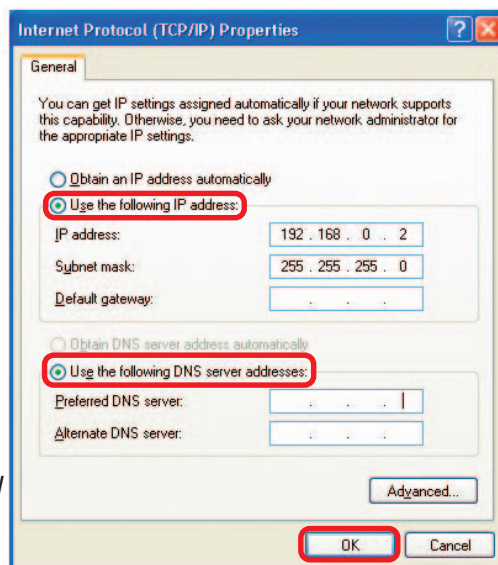 Internet Protocol (TCP/IP) Properties
General
You can get IP settings assigned automatically if your network supports
this capability. Otherwise, you need to ask your network administrator for
the appropriate IP settings.
Obtain an IP address automatically
Use the following IP address:
IP address: 192 . 168 . 0 . 2
Subnet mask: 255 . 255 . 255 . 0
Default gateway: . . .
Obtain DNS server address automatically
Use the following DNS server addresses:
Preferred DNS server: . . .
Alternate DNS server: . . .
Advanced...
OK Cancel